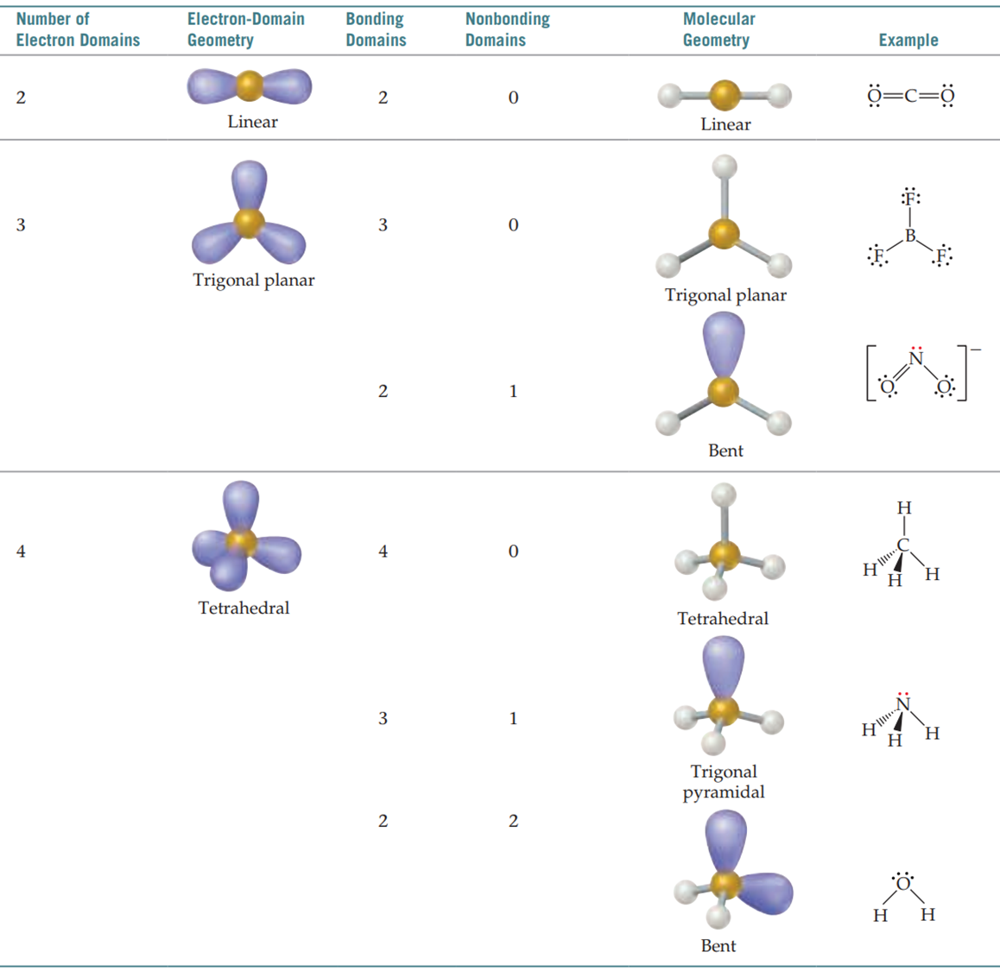 Number of Electron Domains
Electron-Domain Geometry
Bonding Domains
Nonbonding Domains
Molecular Geometry
Example
2
Linear
2
0
Linear
Ö=C=Ö
3
Trigonal planar
3
0
Trigonal planar
F
B
F F
2
1
Bent
[O=N-O]−
4
Tetrahedral
4
0
Tetrahedral
H
C
H H H
3
1
Trigonal
pyramidal
N
H H H
2
2
Bent
O
H H